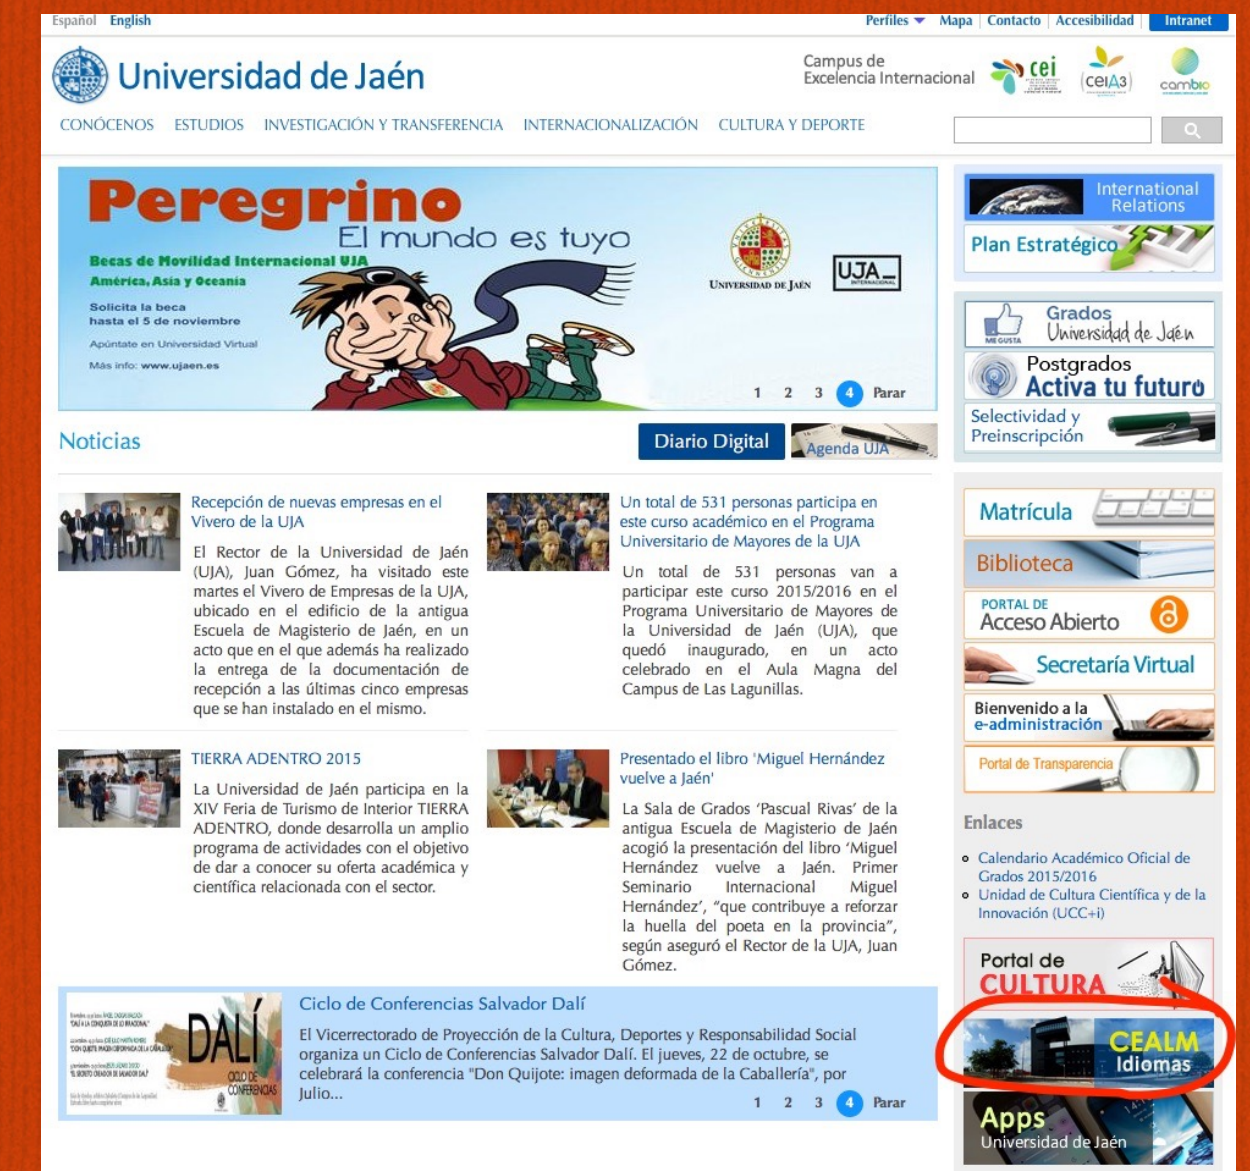 Español English
Perfiles Mapa Contacto Accesibilidad Intranet
Universidad de Jaén
Campus de
Excelencia Internacional
cei
ceiA3
cambio
CONÓCENOS ESTUDIOS INVESTIGACIÓN Y TRANSFERENCIA INTERNACIONALIZACIÓN CULTURA Y DEPORTE
Peregrino
El mundo es tuyo
Becas de Movilidad Internacional UJA
América, Asia y Oceanía
Solicita la beca
hasta el 5 de noviembre
Apúntate en Universidad Virtual
Más info: www.ujaen.es
UNIVERSIDAD DE JAÉN
UJA_
INTERNACIONAL
1 2 3 4 Parar
International
Relations
Plan Estratégico
ME GUSTA
Grados
Universidad de Jaén
Postgrados
Activa tu futuro
Selectividad y
Preinscripción
Noticias
Diario Digital
Agenda UJA
Recepción de nuevas empresas en el
Vivero de la UJA
El Rector de la Universidad de Jaén
(UJA), Juan Gómez, ha visitado este
martes el Vivero de Empresas de la UJA,
ubicado en el edificio de la antigua
Escuela de Magisterio de Jaén, en un
acto que en el que además ha realizado
la entrega de la documentación de
recepción a las últimas cinco empresas
que se han instalado en el mismo.
Un total de 531 personas participa en
este curso académico en el Programa
Universitario de Mayores de la UJA
Un total de 531 personas van a
participar este curso 2015/2016 en el
Programa Universitario de Mayores de
la Universidad de Jaén (UJA), que
quedó inaugurado, en un acto
celebrado en el Aula Magna del
Campus de Las Lagunillas.
TIERRA ADENTRO 2015
La Universidad de Jaén participa en la
XIV Feria de Turismo de Interior TIERRA
ADENTRO, donde desarrolla un amplio
programa de actividades con el objetivo
de dar a conocer su oferta académica y
científica relacionada con el sector.
Presentado el libro 'Miguel Hernández
vuelve a Jaén'
La Sala de Grados ‘Pascual Rivas’ de la
antigua Escuela de Magisterio de Jaén
acogió la presentación del libro ‘Miguel
Hernández vuelve a Jaén. Primer
Seminario Internacional Miguel
Hernández’, “que contribuye a reforzar
la huella del poeta en la provincia”,
según aseguró el Rector de la UJA, Juan
Gómez.
DALÍ
CICLO DE
CONFERENCIAS
Ciclo de Conferencias Salvador Dalí
El Vicerrectorado de Proyección de la Cultura, Deportes y Responsabilidad Social
organiza un Ciclo de Conferencias Salvador Dalí. El jueves, 22 de octubre, se
celebrará la conferencia "Don Quijote: imagen deformada de la Caballería", por
Julio...
1 2 3 4 Parar
Matrícula
Biblioteca
PORTAL DE
Acceso Abierto
Secretaría Virtual
Bienvenido a la
e-administración
Portal de Transparencia
Enlaces
Calendario Académico Oficial de
Grados 2015/2016
Unidad de Cultura Científica y de la
Innovación (UCC+i)
Portal de
CULTURA
CEALM
Idiomas
Apps
Universidad de Jaén